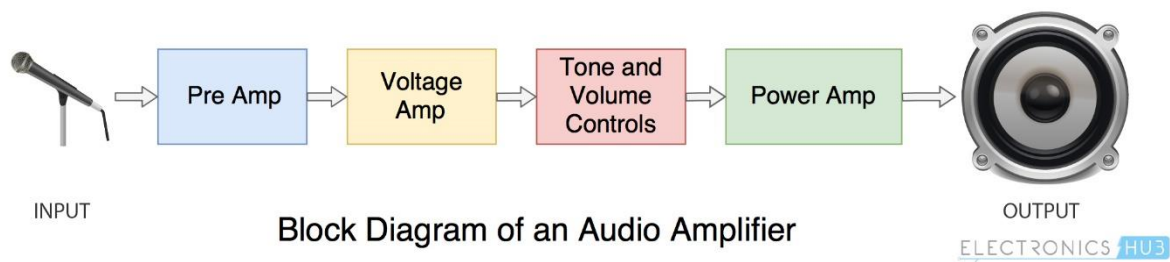 Pre Amp
Voltage
Amp
Tone and
Volume
Controls
Power Amp
INPUT
OUTPUT
Block Diagram of an Audio Amplifier
ELECTRONICS HUB